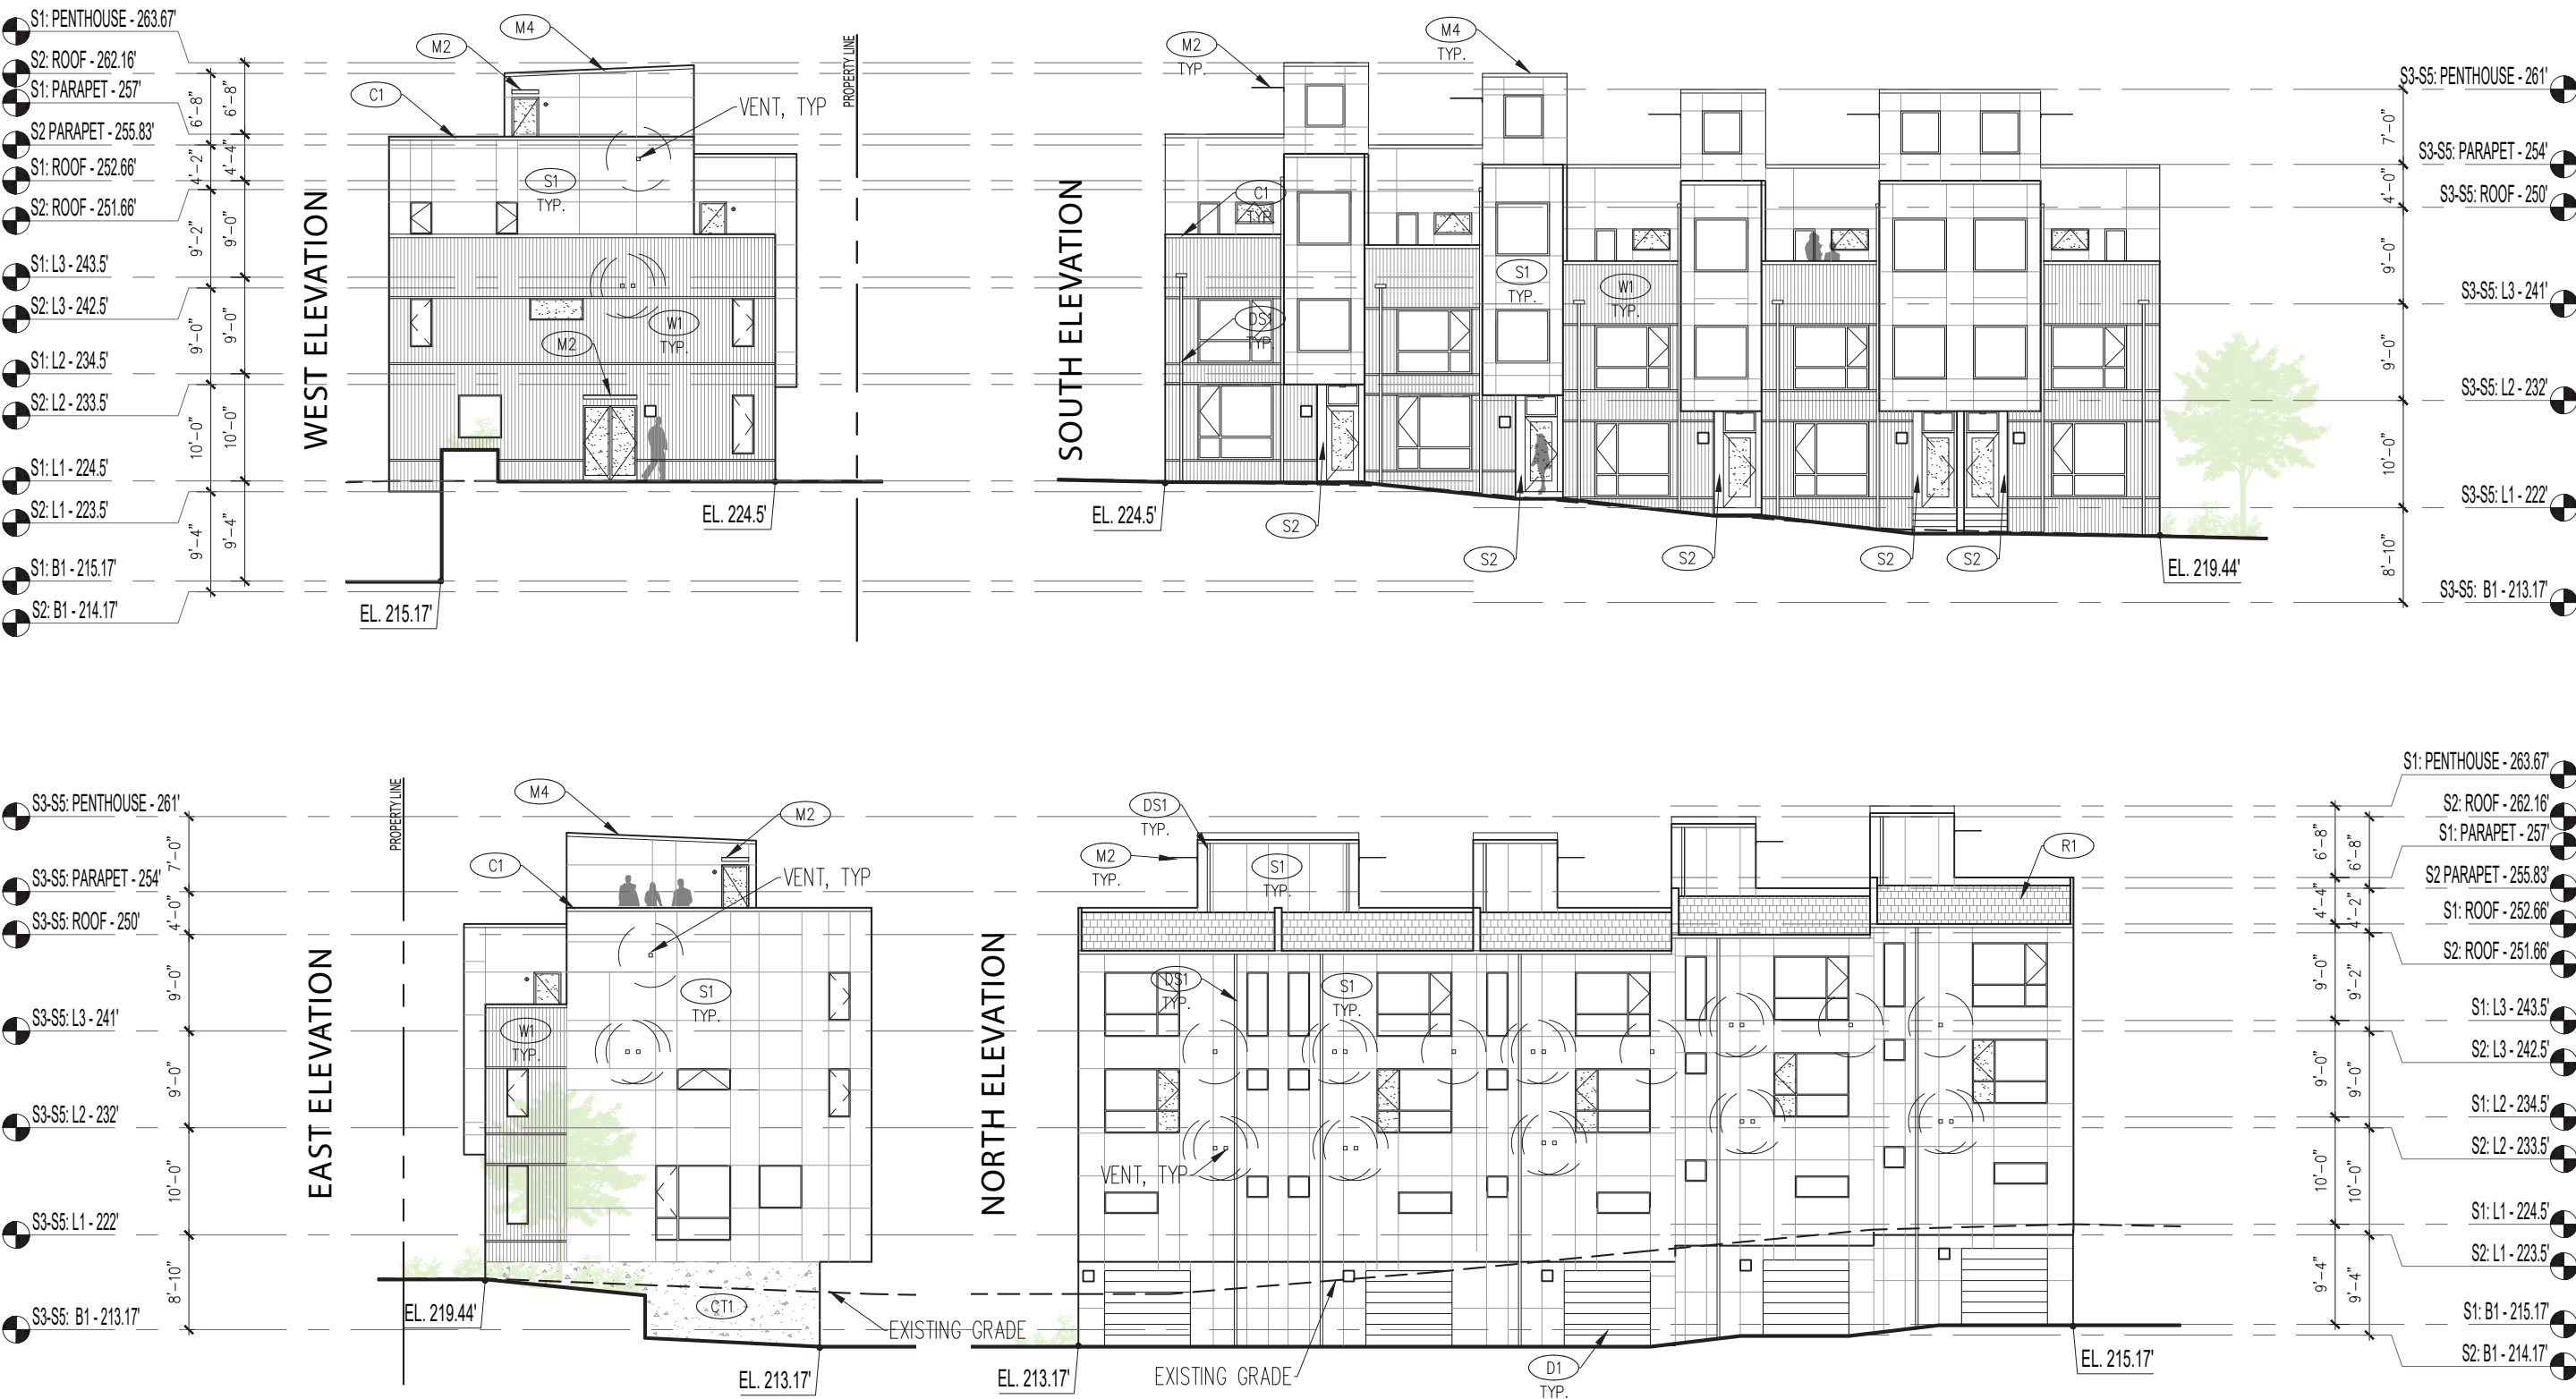 S1: PENTHOUSE - 263.67'
S2: ROOF - 262.16'
S1: PARAPET - 257'
S2 PARAPET - 255.83'
S1: ROOF - 252.66'
S2: ROOF - 251.66'
S1: L3 - 243.5'
S2: L3 - 242.5'
S1: L2 - 234.5'
S2: L2 - 233.5'
S1: L1 - 224.5'
S2: L1 - 223.5'
S1: B1 - 215.17'
S2: B1 - 214.17'
6'-8"
4'-2"
9'-2"
9'-0"
10'-0"
9'-4"
6'-8"
4'-4"
9'-0"
9'-0"
10'-0"
9'-4"
WEST ELEVATION
M4
M2
C1
VENT, TYP
S1
TYP.
W1
TYP.
M2
PROPERTY LINE
EL. 224.5'
EL. 215.17'
SOUTH ELEVATION
M2
TYP.
M4
TYP.
C1
TYP.
DS1
TYP.
S1
TYP.
W1
TYP.
EL. 224.5'
S2
S2
S2
S2
S2
EL. 219.44'
7'-0"
4'-0"
9'-0"
9'-0"
10'-0"
8'-10"
S3-S5: PENTHOUSE - 261'
S3-S5: PARAPET - 254'
S3-S5: ROOF - 250'
S3-S5: L3 - 241'
S3-S5: L2 - 232'
S3-S5: L1 - 222'
S3-S5: B1 - 213.17'
S3-S5: PENTHOUSE - 261'
S3-S5: PARAPET - 254'
S3-S5: ROOF - 250'
S3-S5: L3 - 241'
S3-S5: L2 - 232'
S3-S5: L1 - 222'
S3-S5: B1 - 213.17'
7'-0"
4'-0"
9'-0"
9'-0"
10'-0"
8'-10"
EAST ELEVATION
PROPERTY LINE
M4
M2
C1
VENT, TYP
S1
TYP.
W1
TYP.
CT1
EL. 219.44'
EXISTING GRADE
EL. 213.17'
NORTH ELEVATION
DS1
TYP.
M2
TYP.
S1
TYP.
R1
DS1
TYP.
S1
TYP.
VENT, TYP
EL. 213.17'
EXISTING GRADE
D1
TYP.
EL. 215.17'
6'-8"
4'-4"
9'-0"
9'-0"
10'-0"
9'-4"
6'-8"
4'-2"
9'-2"
9'-0"
10'-0"
9'-4"
S1: PENTHOUSE - 263.67'
S2: ROOF - 262.16'
S1: PARAPET - 257'
S2 PARAPET - 255.83'
S1: ROOF - 252.66'
S2: ROOF - 251.66'
S1: L3 - 243.5'
S2: L3 - 242.5'
S1: L2 - 234.5'
S2: L2 - 233.5'
S1: L1 - 224.5'
S2: L1 - 223.5'
S1: B1 - 215.17'
S2: B1 - 214.17'